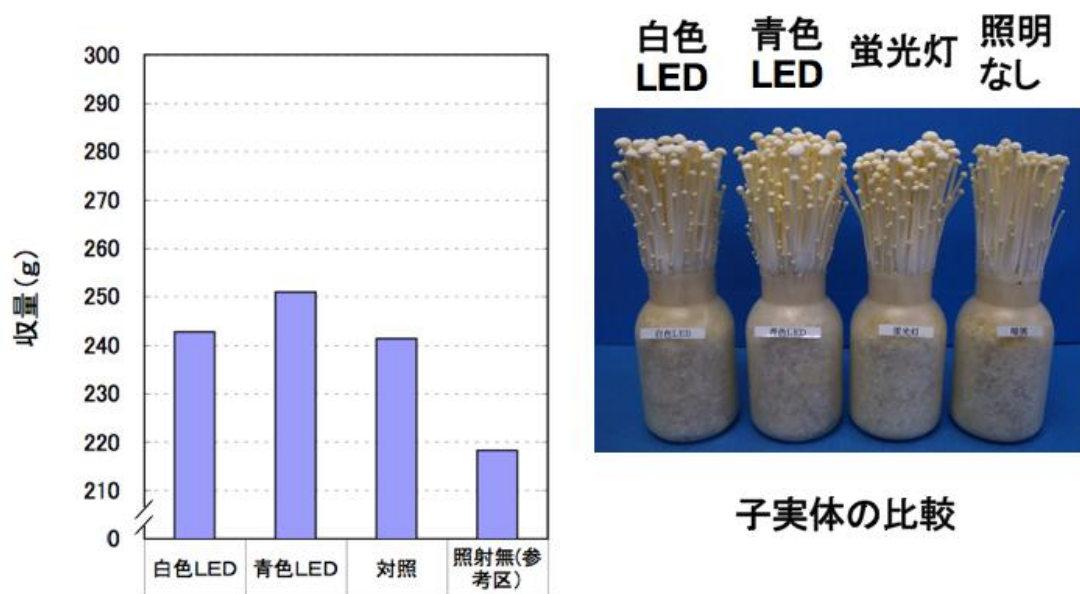 300
290
280
270
260
250
240
230
220
210
0
収量(g)
白色LED
青色LED
対照
照射無(参
考区)
白色
LED
青色
LED
蛍光灯
照明
なし
白色LED
青色LED
蛍光灯
子実体の比較